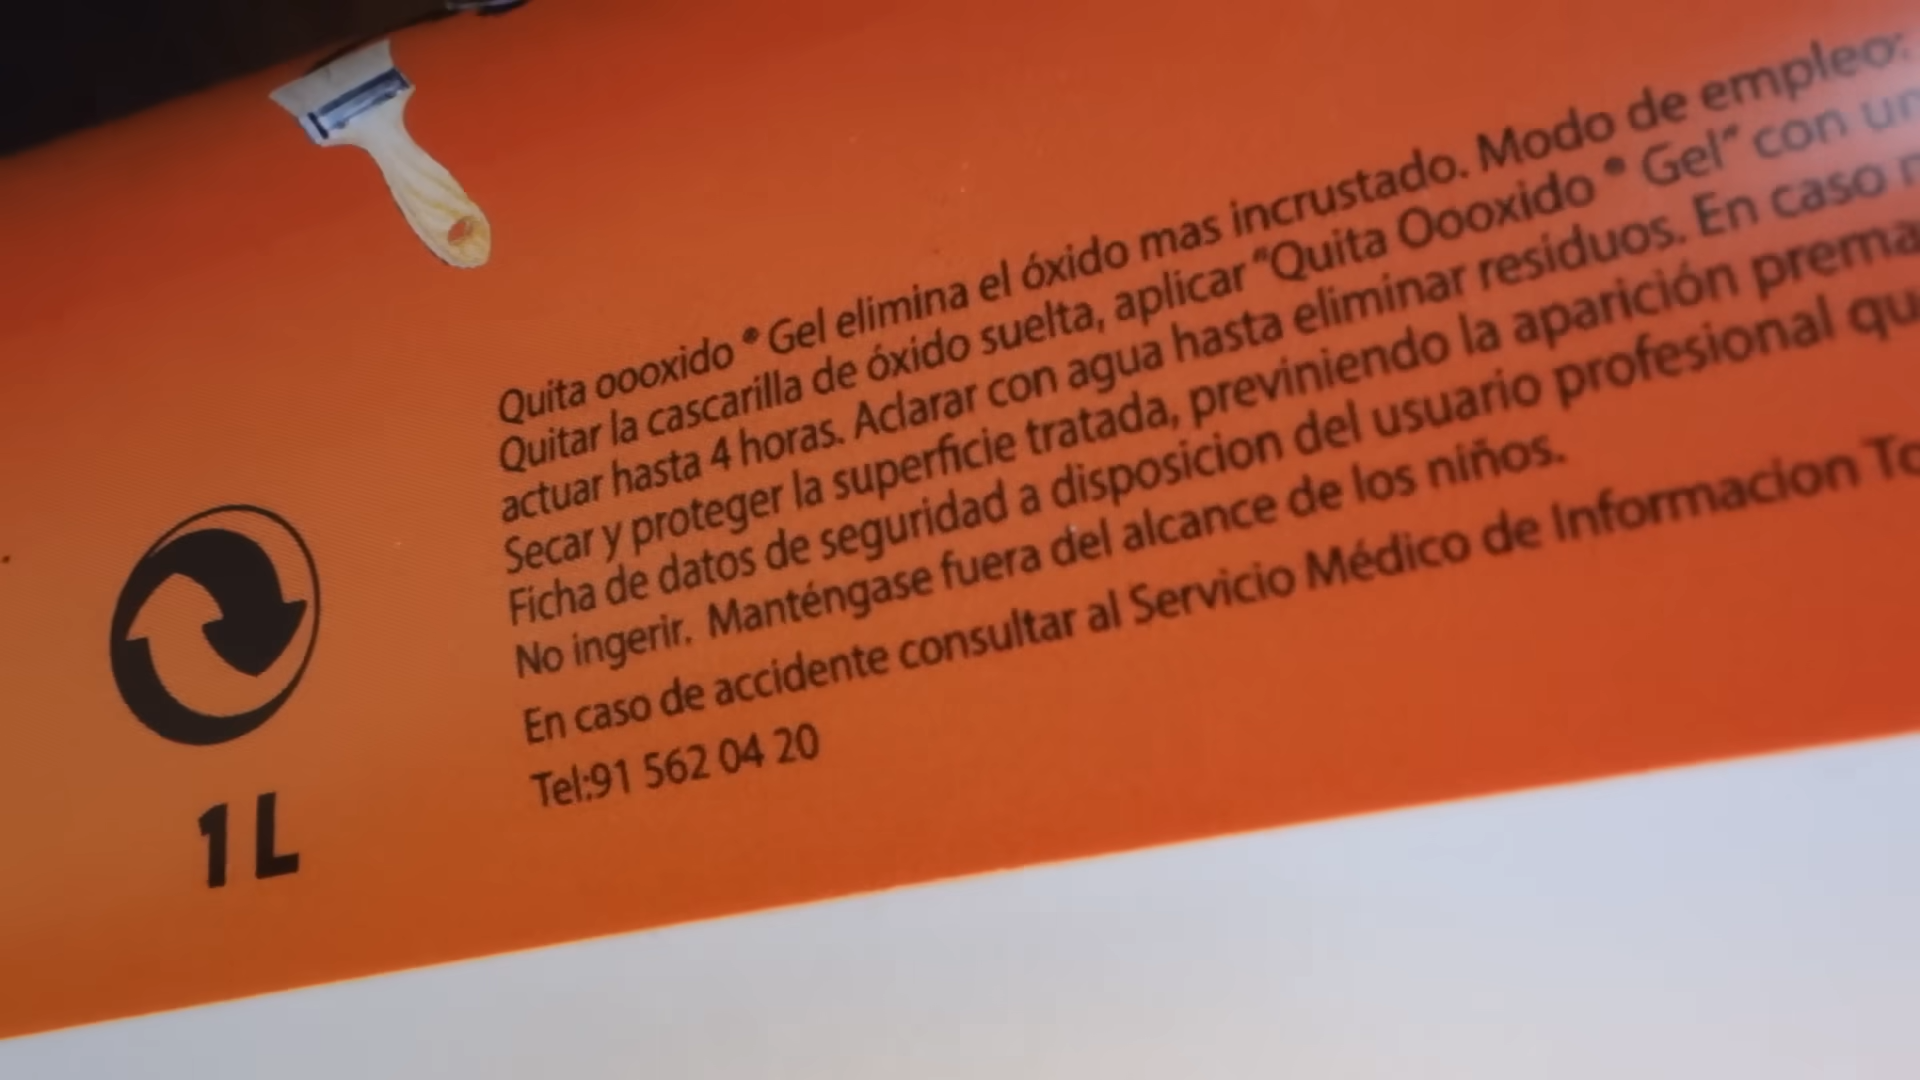 Quita oooxido ® Gel elimina el óxido mas incrustado. Modo de empleo:
Quitar la cascarilla de óxido suelta, aplicar "Quita Oooxido ® Gel" con un
actuar hasta 4 horas. Aclarar con agua hasta eliminar residuos. En caso
Secar y proteger la superficie tratada, previniendo la aparición
Ficha de datos de seguridad a disposicion del usuario profesional
No ingerir. Manténgase fuera del alcance de los niños.
En caso de accidente consultar al Servicio Médico de Informacion
Tel:91 562 04 20
1 L